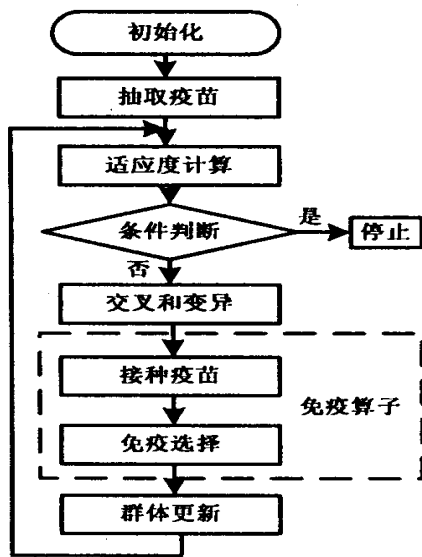 初始化
抽取疫苗
适应度计算
条件判断
是
停止
否
交叉和变异
接种疫苗
免疫算子
免疫选择
群体更新